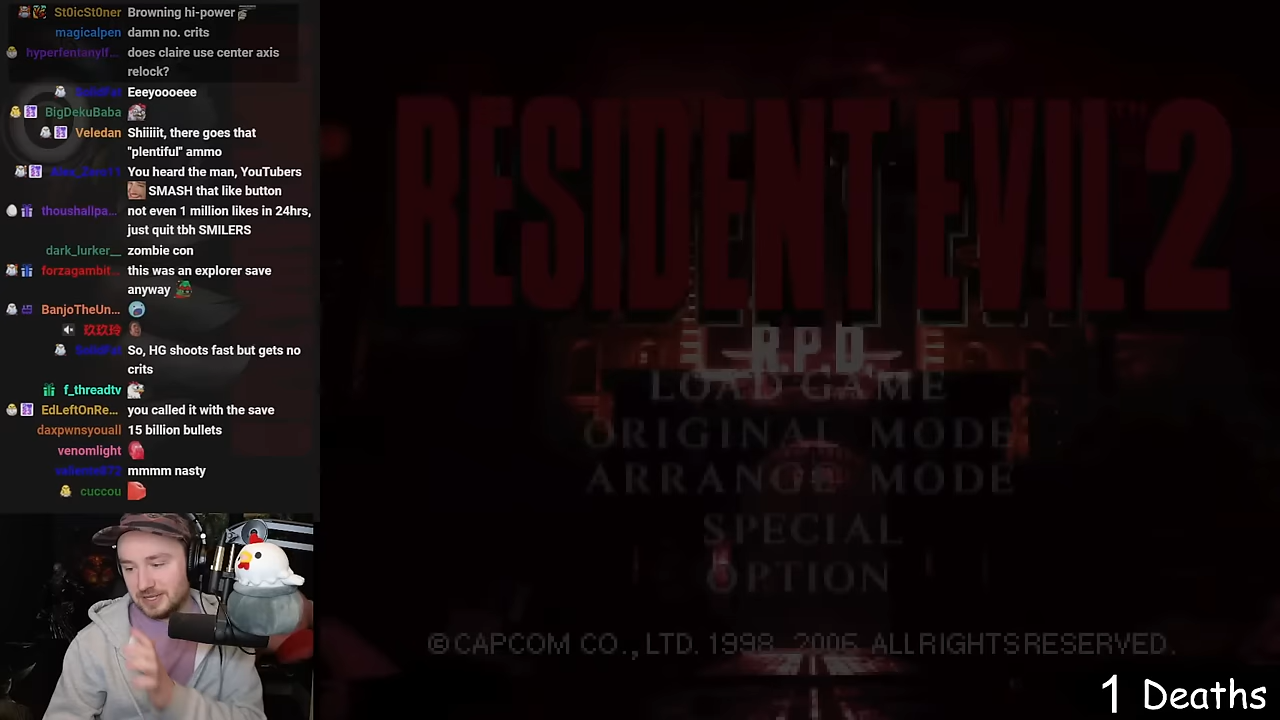 St0icSt0ner Browning hi-power
magicalpen damn no. crits
hyperfentanylf... does claire use center axis
relock?
Eeeyoooeee
BigDekuBaba
Veledan Shiiiiit, there goes that
"plentiful" ammo
You heard the man, YouTubers
SMASH that like button
thoushallpa... not even 1 million likes in 24hrs,
just quit tbh SMILERS
dark_lurker__ zombie con
forzagambit... this was an explorer save
anyway
BanjoTheUn...
玖玖玲
So, HG shoots fast but gets no
crits
f_threadtv
EdLeftOnRe... you called it with the save
daxpwnsyouall 15 billion bullets
venomlight
mmmm nasty
cuccou
RESIDENT EVIL 2
TM
R.P.D.
LOAD GAME
ORIGINAL MODE
ARRANGE MODE
SPECIAL
OPTION
©CAPCOM CO., LTD. 1998, 2006 ALL RIGHTS RESERVED.
1 Deaths